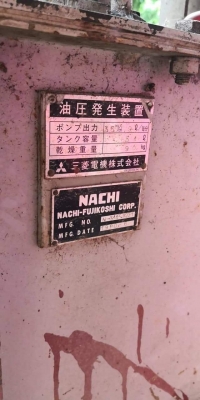 油圧発生装置
ポンプ出力
タンク容量
乾燥重量
三菱電機株式会社
NACHI
NACHI-FUJIKOSHI CORP.
MFG. NO.
MFG. DATE